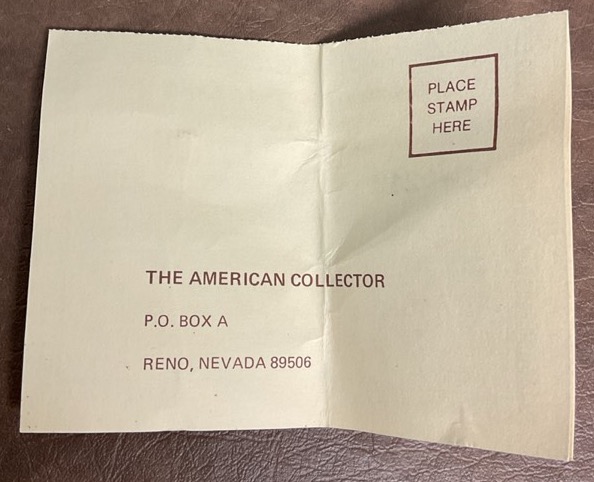 PLACE
STAMP
HERE
THE AMERICAN COLLECTOR
P.O. BOX A
RENO, NEVADA 89506